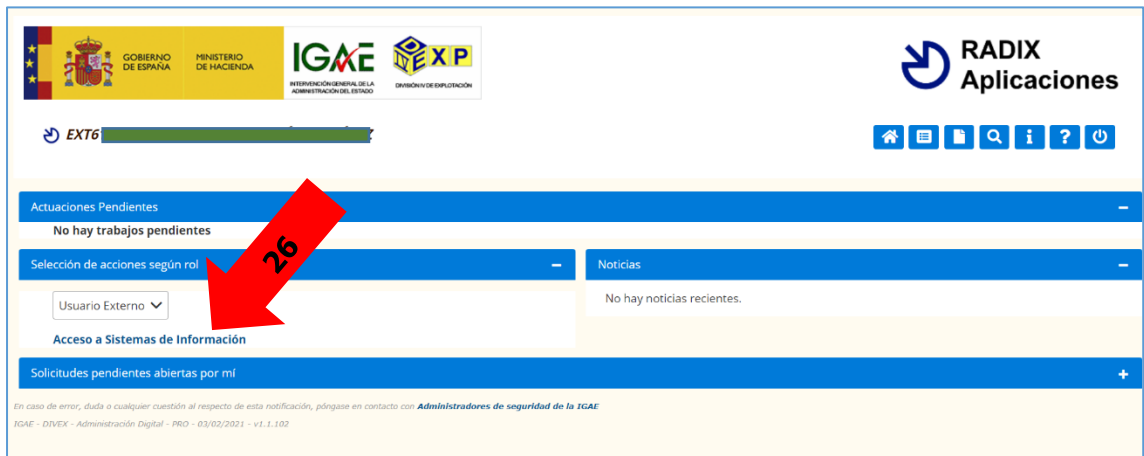 GOBIERNO
DE ESPAÑA
MINISTERIO
DE HACIENDA
IGAE
INTERVENCIÓN GENERAL DE LA
ADMINISTRACIÓN DEL ESTADO
DEXP
DIVISIÓN IV DE EXPLOTACIÓN
RADIX
Aplicaciones
EXT6
Actuaciones Pendientes
No hay trabajos pendientes
26
Selección de acciones según rol
Usuario Externo
Acceso a Sistemas de Información
Noticias
No hay noticias recientes.
Solicitudes pendientes abiertas por mí
En caso de error, duda o cualquier cuestión al respecto de esta notificación, póngase en contacto con Administradores de seguridad de la IGAE
IGAE - DIVEX - Administración Digital - PRO - 03/02/2021 - v1.1.102